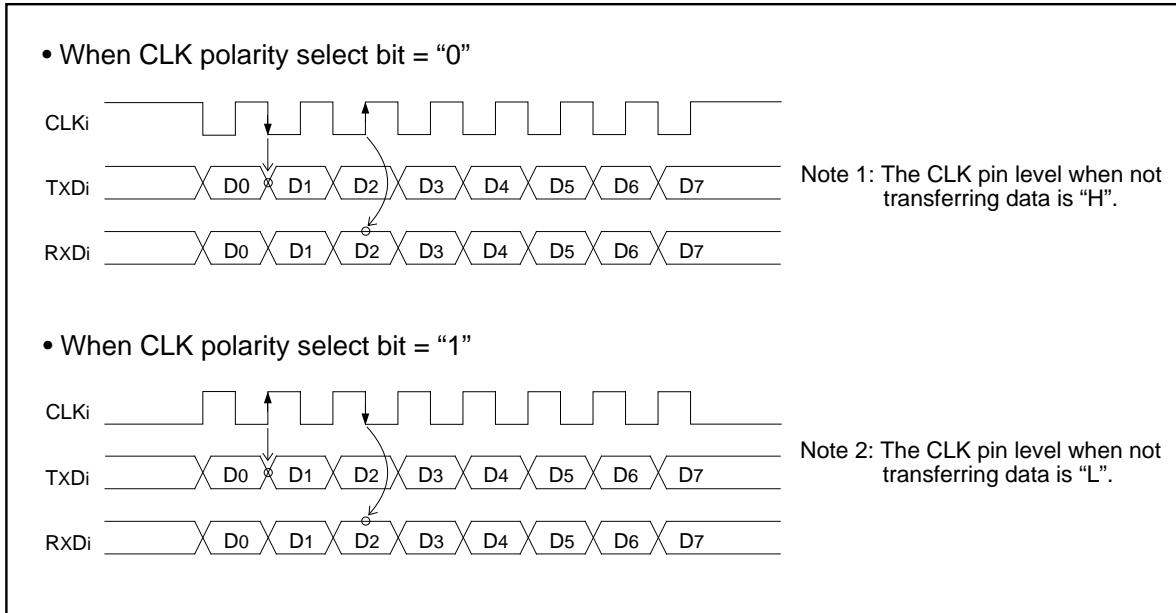 • When CLK polarity select bit = “0”
CLKi
TXDi D0 D1 D2 D3 D4 D5 D6 D7
RXDi D0 D1 D2 D3 D4 D5 D6 D7
Note 1: The CLK pin level when not
transferring data is “H”.
• When CLK polarity select bit = “1”
CLKi
TXDi D0 D1 D2 D3 D4 D5 D6 D7
RXDi D0 D1 D2 D3 D4 D5 D6 D7
Note 2: The CLK pin level when not
transferring data is “L”.